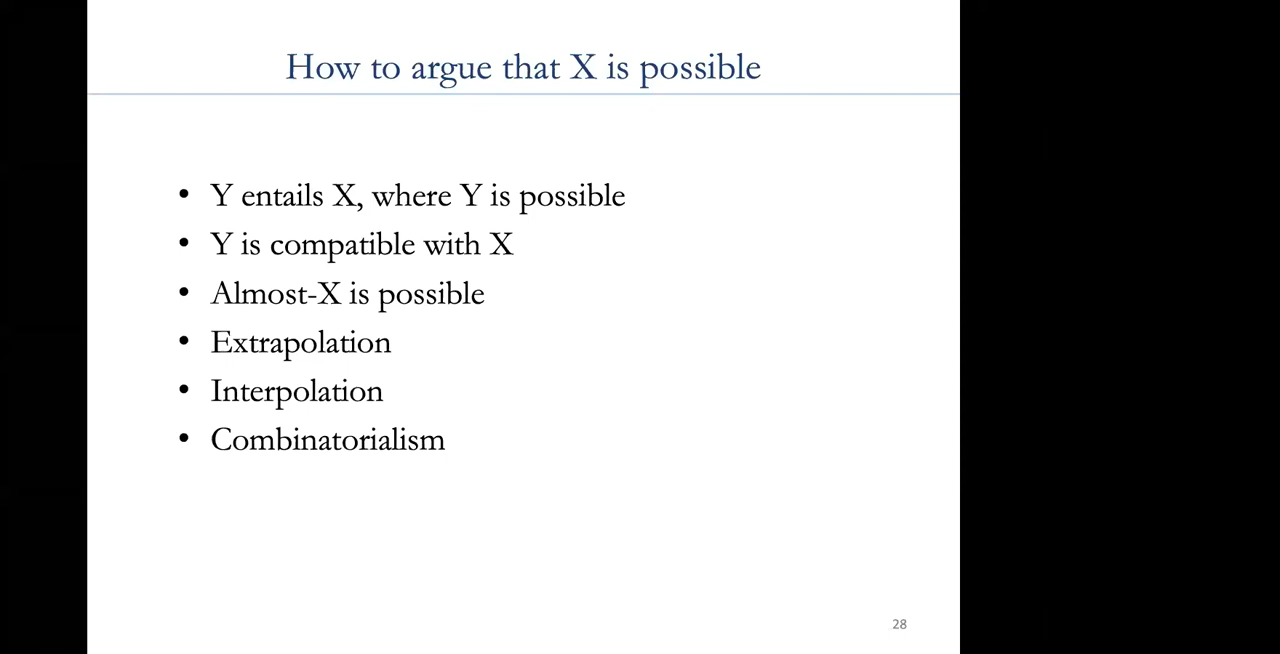 How to argue that X is possible
• Y entails X, where Y is possible
• Y is compatible with X
• Almost-X is possible
• Extrapolation
• Interpolation
• Combinatorialism
28